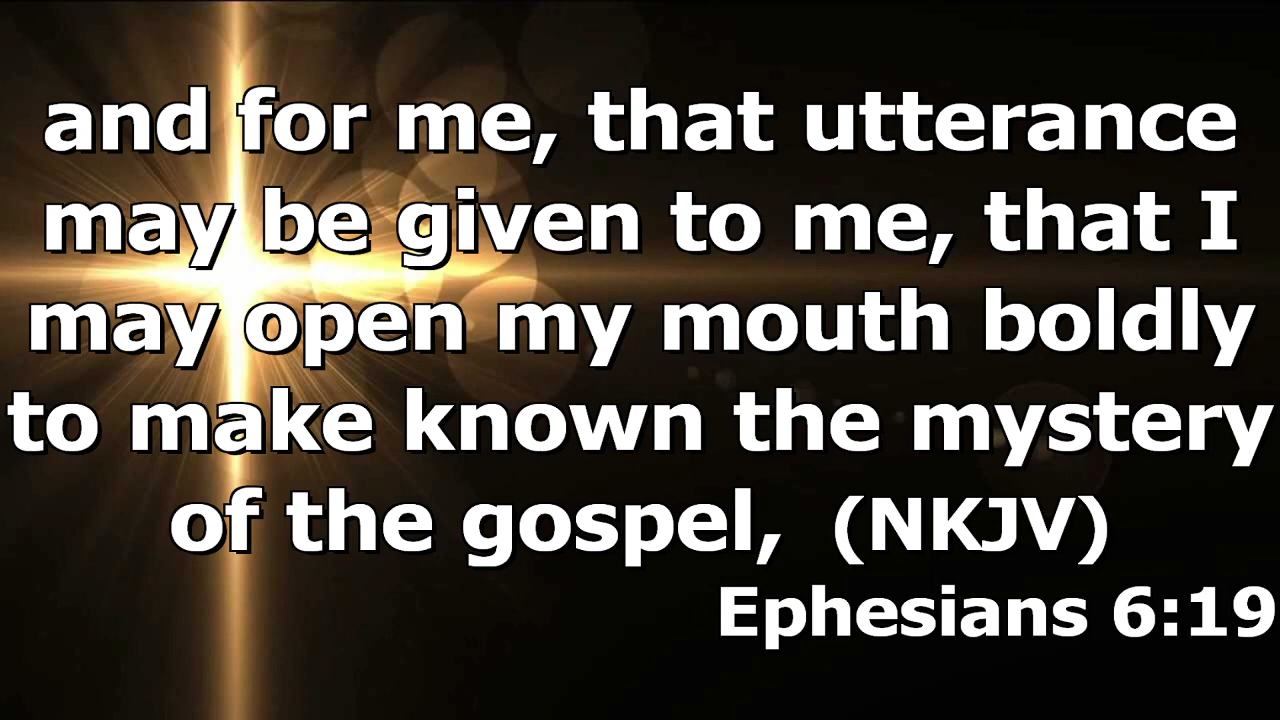 and for me, that utterance
may be given to me, that I
may open my mouth boldly
to make known the mystery
of the gospel, (NKJV)
Ephesians 6:19